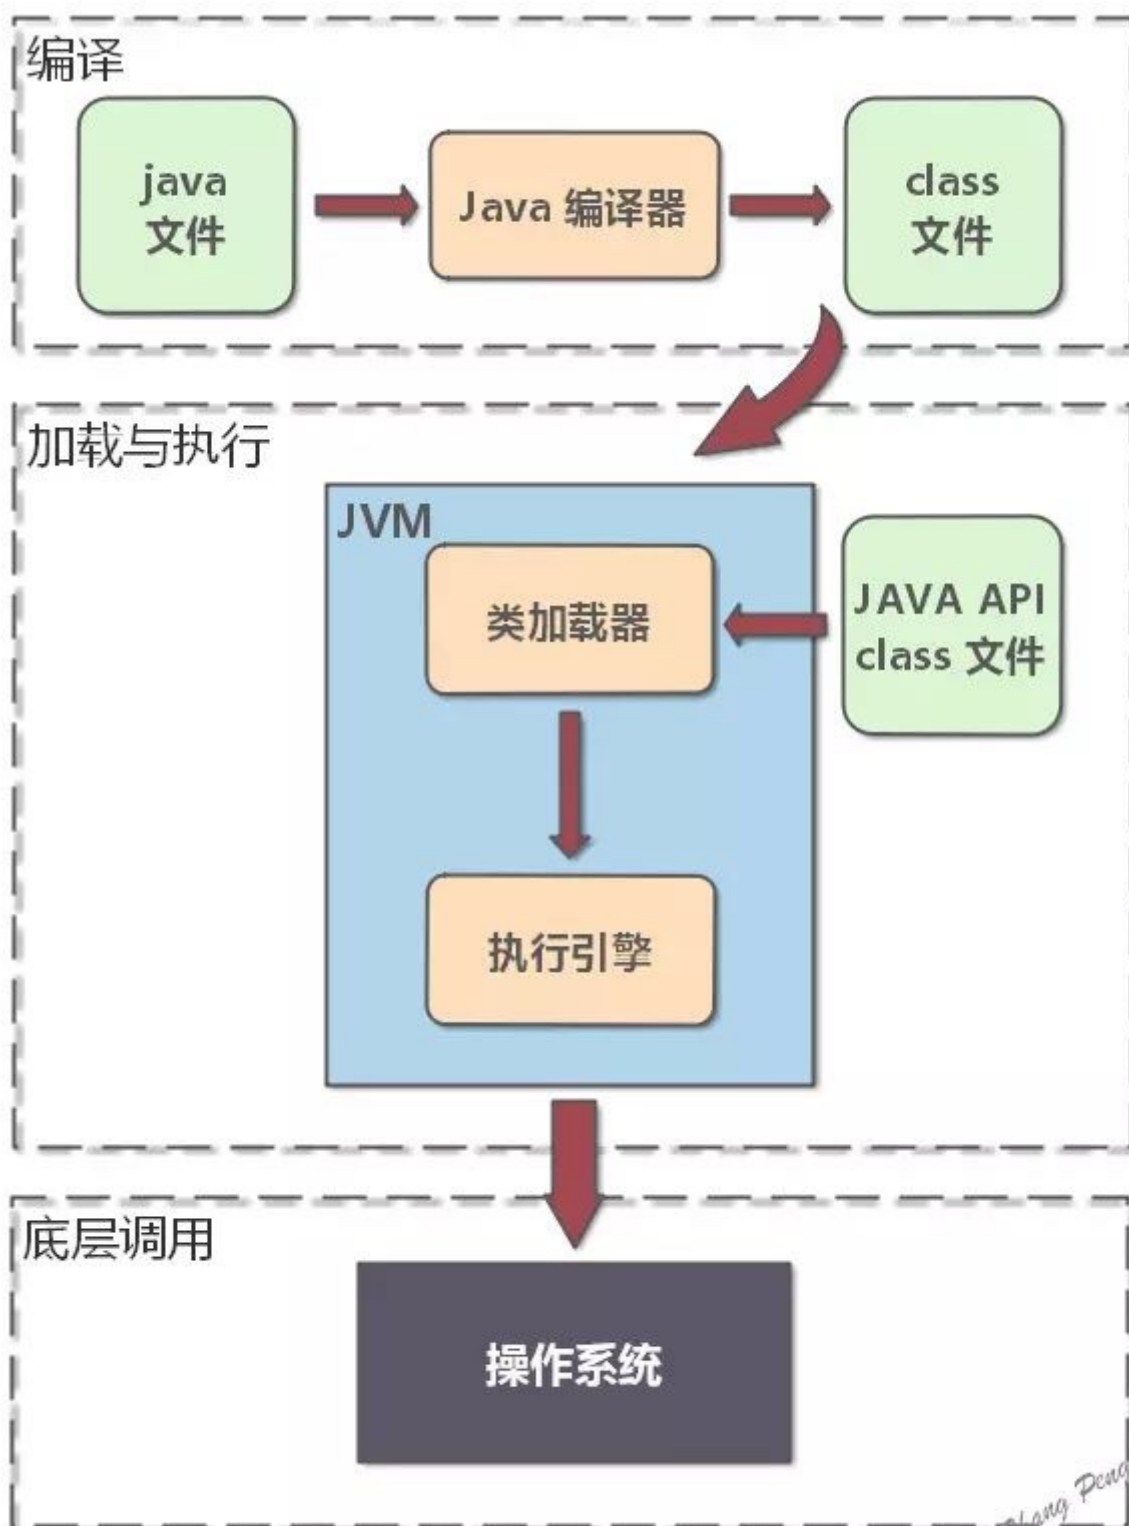 编译
java
文件
Java 编译器
class
文件
加载与执行
JVM
类加载器
JAVA API
class 文件
执行引擎
底层调用
操作系统
Zhang Peng